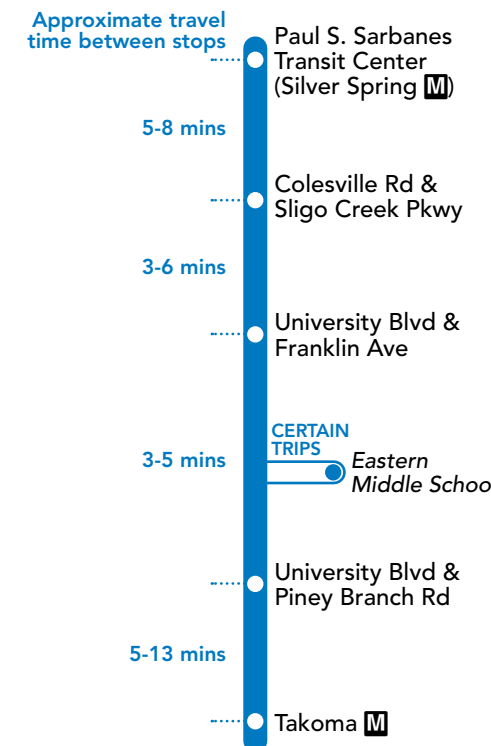 Approximate travel
time between stops
Paul S. Sarbanes
Transit Center
(Silver Spring M)
5-8 mins
Colesville Rd &
Sligo Creek Pkwy
3-6 mins
University Blvd &
Franklin Ave
CERTAIN
TRIPS
3-5 mins
Eastern
Middle Schoo
University Blvd &
Piney Branch Rd
5-13 mins
Takoma M